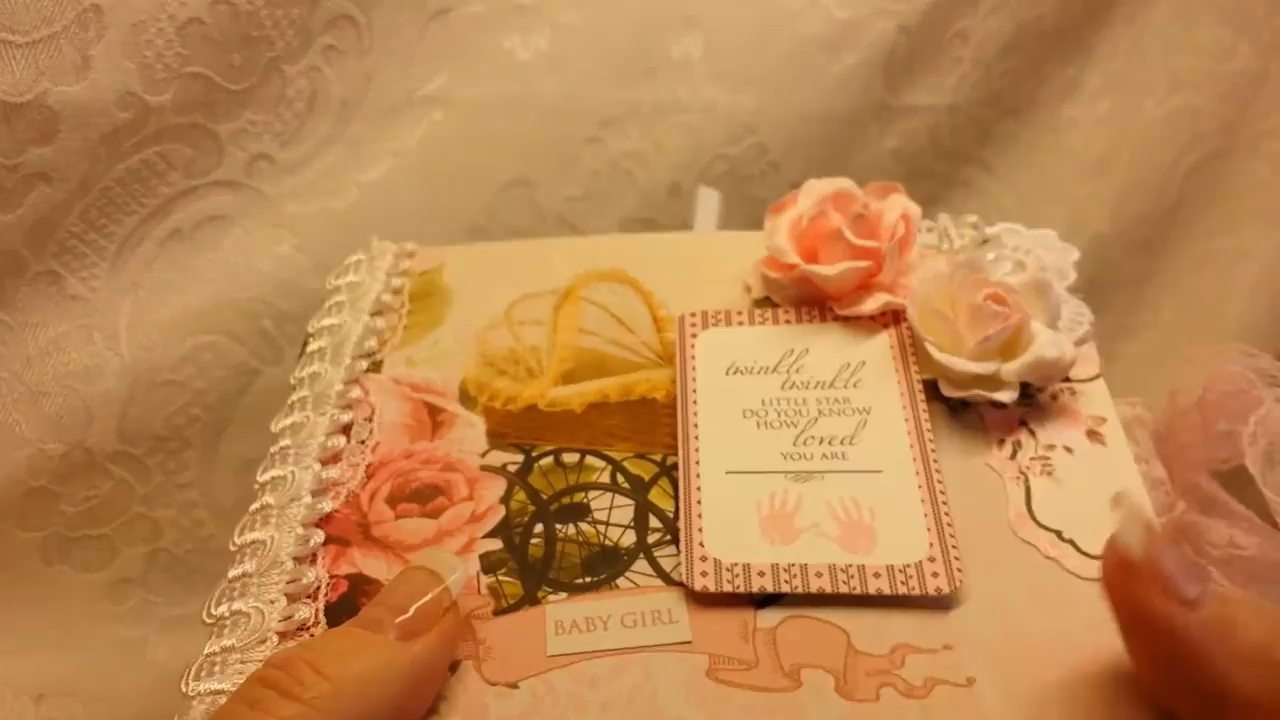 twinkle
twinkle
LITTLE STAR
DO YOU KNOW
HOW loved
YOU ARE
BABY GIRL